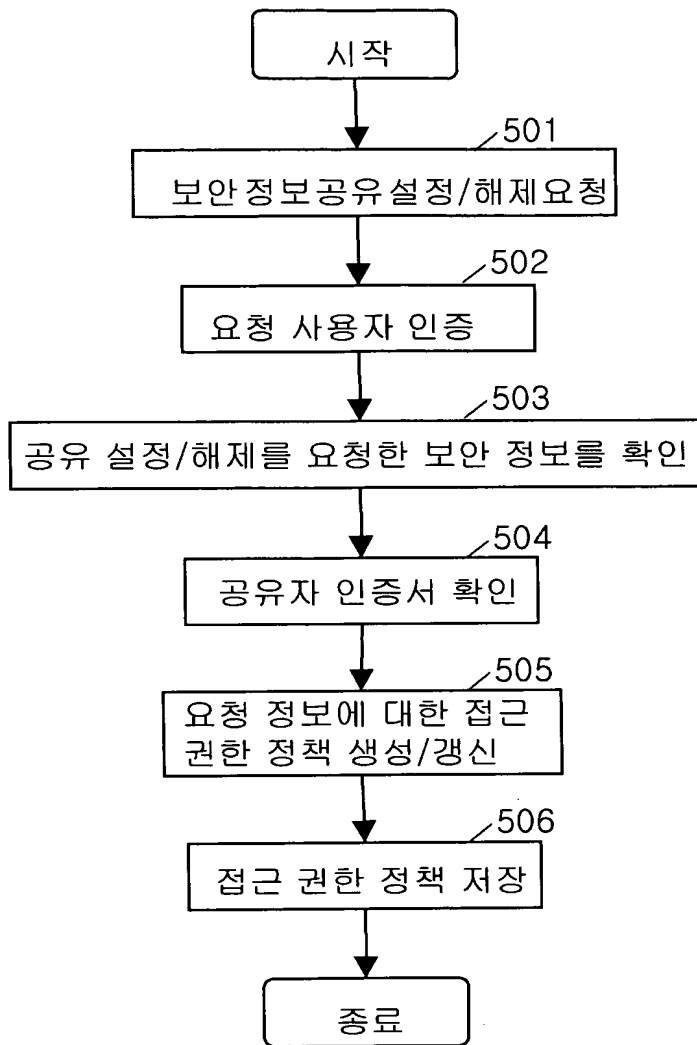 시작
501
보안정보공유설정/해제요청
502
요청 사용자 인증
503
공유 설정/해제를 요청한 보안 정보를 확인
504
공유자 인증서 확인
505
요청 정보에 대한 접근
권한 정책 생성/갱신
506
접근 권한 정책 저장
종료